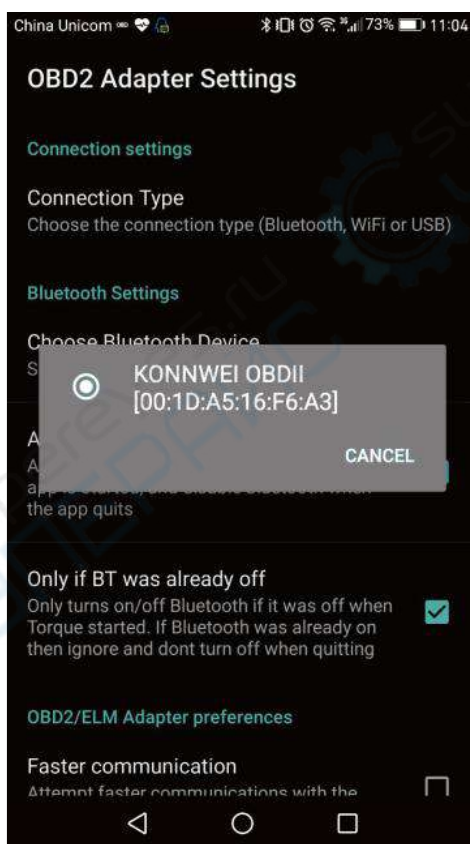 China Unicom 73% 11:04
OBD2 Adapter Settings
Connection settings
Connection Type
Choose the connection type (Bluetooth, WiFi or USB)
Bluetooth Settings
Choose Bluetooth Device
S
KONNWEI OBDII
[00:1D:A5:16:F6:A3]
CANCEL
A
A
the app quits
Only if BT was already off
Only turns on/off Bluetooth if it was off when
Torque started. If Bluetooth was already on
then ignore and dont turn off when quitting
OBD2/ELM Adapter preferences
Faster communication
Attempt faster communications with the